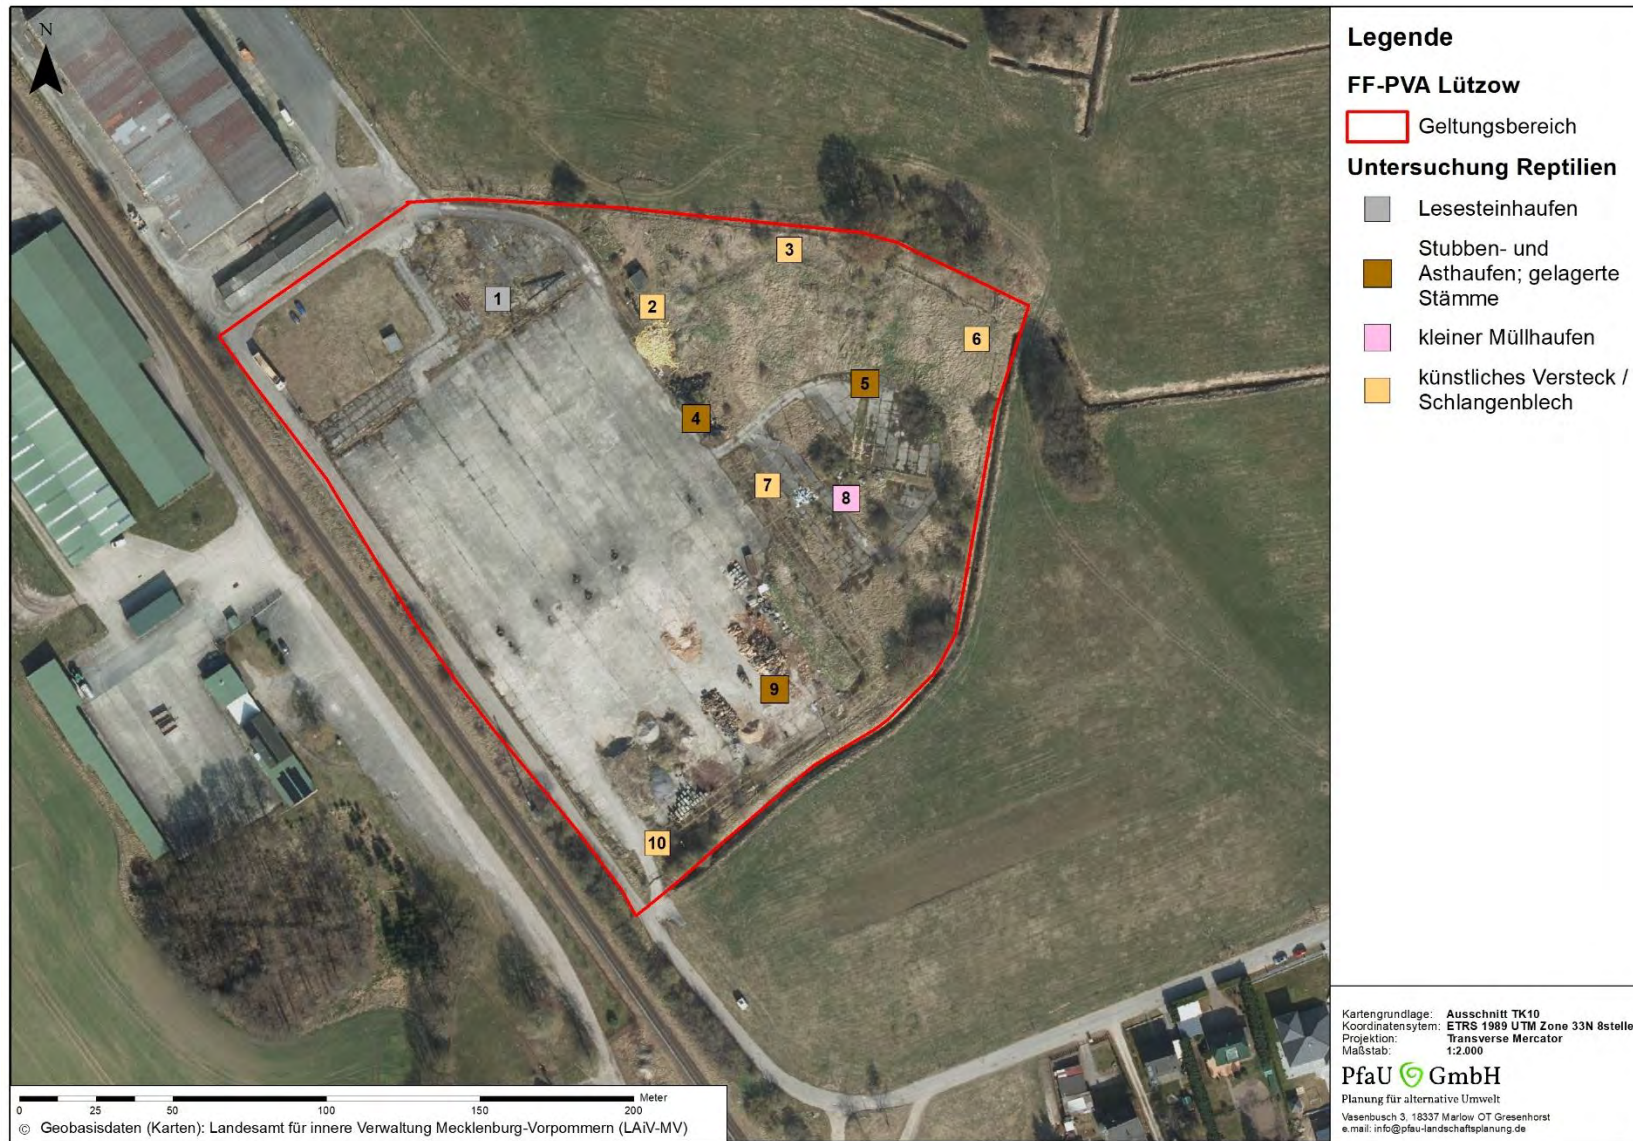 N
1
2
3
4
5
6
7
8
9
10
Legende
FF-PVA Lützow
Geltungsbereich
Untersuchung Reptilien
Lesesteinhaufen
Stubben- und
Asthaufen; gelagerte
Stämme
kleiner Müllhaufen
künstliches Versteck /
Schlangenblech
Kartengrundlage: Ausschnitt TK10
Koordinatensytem: ETRS 1989 UTM Zone 33N 8stelle
Projektion: Transverse Mercator
Maßstab: 1:2.000
PfaU GmbH
Planung für alternative Umwelt
Vasenbusch 3, 18337 Marlow OT Gresenhorst
e.mail: info@pfau-landschaftsplanung.de
Meter
0 25 50 100 150 200
© Geobasisdaten (Karten): Landesamt für innere Verwaltung Mecklenburg-Vorpommern (LAiV-MV)